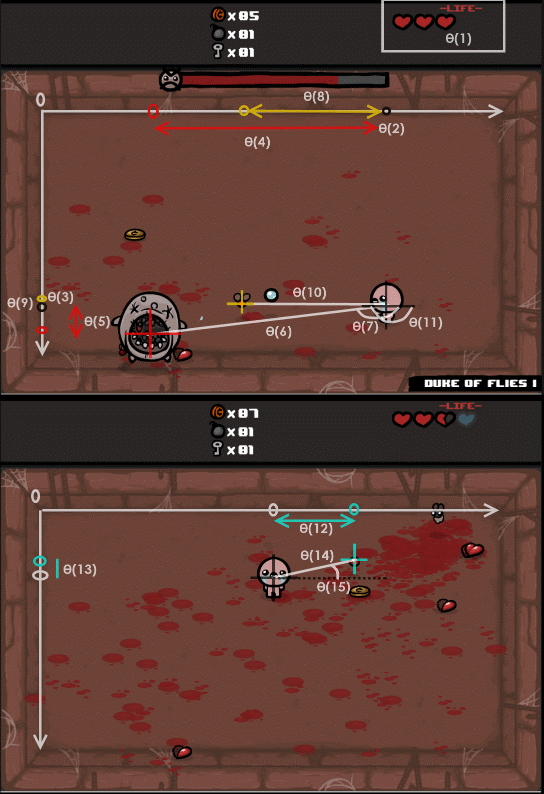 x05
x01
x01
-LIFE-
θ(1)
0
θ(8)
θ(2)
θ(4)
θ(9)
θ(3)
θ(5)
θ(10)
θ(6)
θ(7)
θ(11)
DUKE OF FLIES I
x07
x01
x01
-LIFE-
0
θ(12)
θ(13)
θ(14)
θ(15)